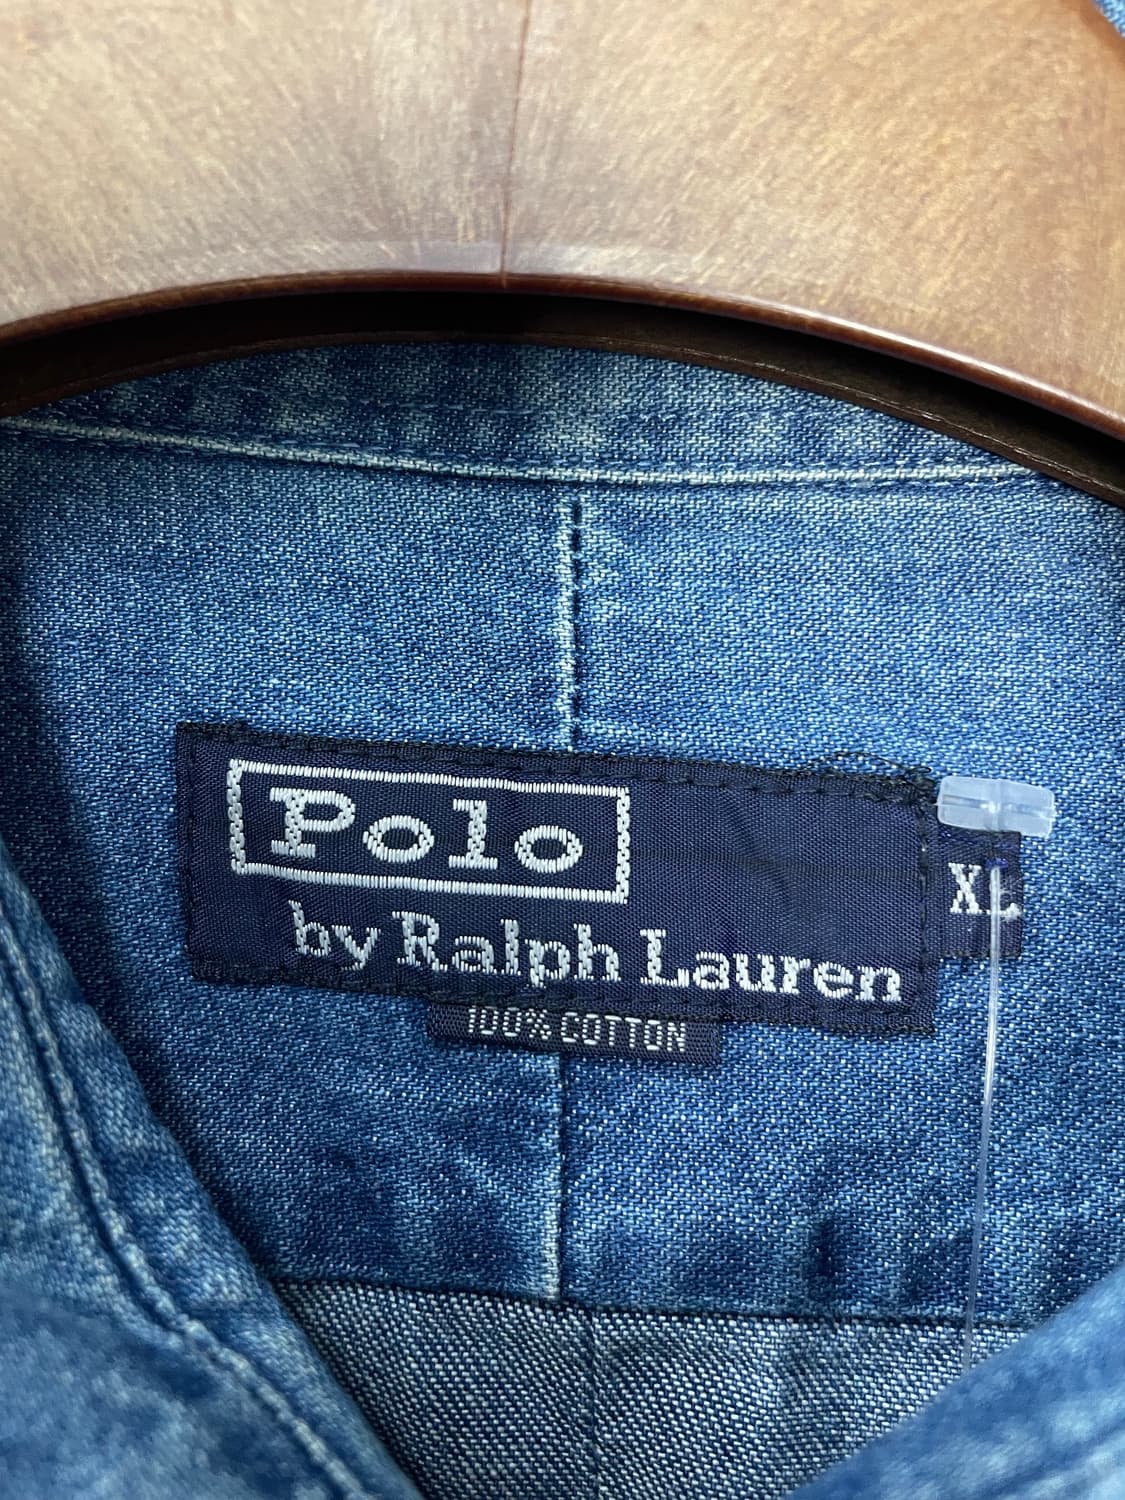 Polo
by Ralph Lauren
XL
100% COTTON